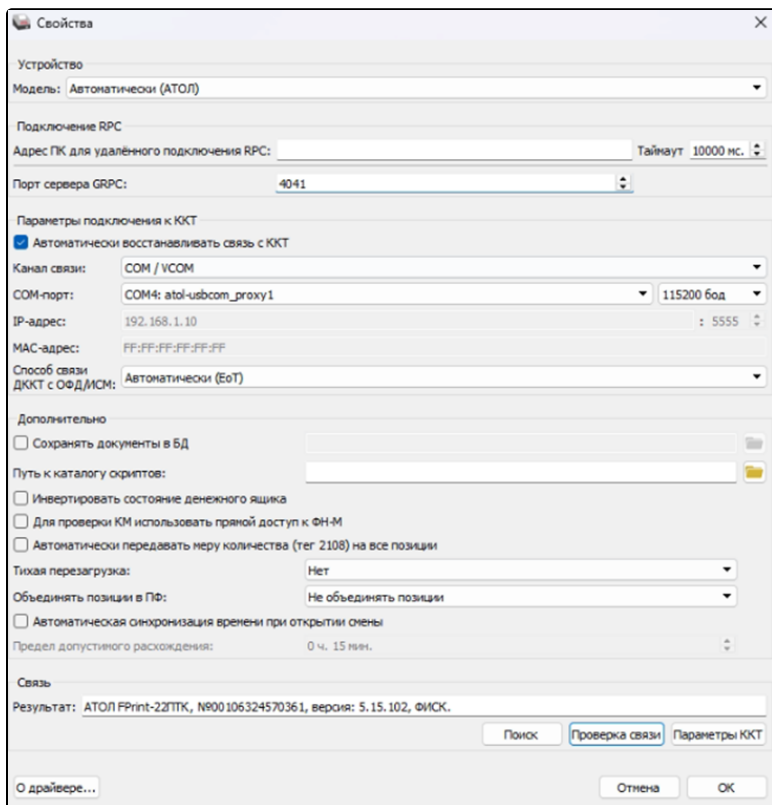 Свойства
Устройство
Модель: Автоматически (АТОЛ)
Подключение RPC
Адрес ПК для удалённого подключения RPC: Таймаут 10000 мс.
Порт сервера GRPC: 4041
Параметры подключения к ККТ
Автоматически восстанавливать связь с ККТ
Канал связи: COM / VCOM
COM-порт: COM4: atol-usbcom_proxy1 115200 бод
IP-адрес: 192.168.1.10 : 5555
MAC-адрес: FF:FF:FF:FF:FF:FF
Способ связи
ДККТ с ОФД/ИСМ: Автоматически (EoT)
Дополнительно
Сохранять документы в БД
Путь к каталогу скриптов:
Инвертировать состояние денежного ящика
Для проверки КМ использовать прямой доступ к ФН-М
Автоматически передавать меру количества (тег 2108) на все позиции
Тихая перезагрузка: Нет
Объединять позиции в ПФ: Не объединять позиции
Автоматическая синхронизация времени при открытии смены
Предел допустимого расхождения: 0 ч. 15 мин.
Связь
Результат: АТОЛ FPrint-22ПТК, №00106324570361, версия: 5.15.102, ФИСК.
Поиск Проверка связи Параметры ККТ
О драйвере... Отмена ОК